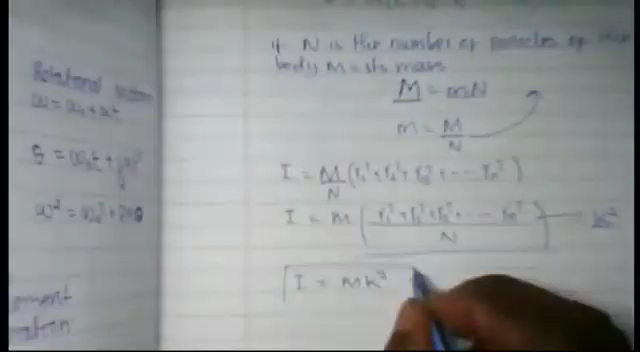 Rotational motion
ω = ω₀ + αt
θ = ω₀t + ½αt²
ω² = ω₀² + 2αθ
If N is the number of particles of the
body M = its mass
M = mN
m = M/N
I = M/N (r₁² + r₂² + r₃² + --- rₙ²)
I = M ( (r₁² + r₂² + r₃² + --- rₙ²) / N ) — K²
I = MK²